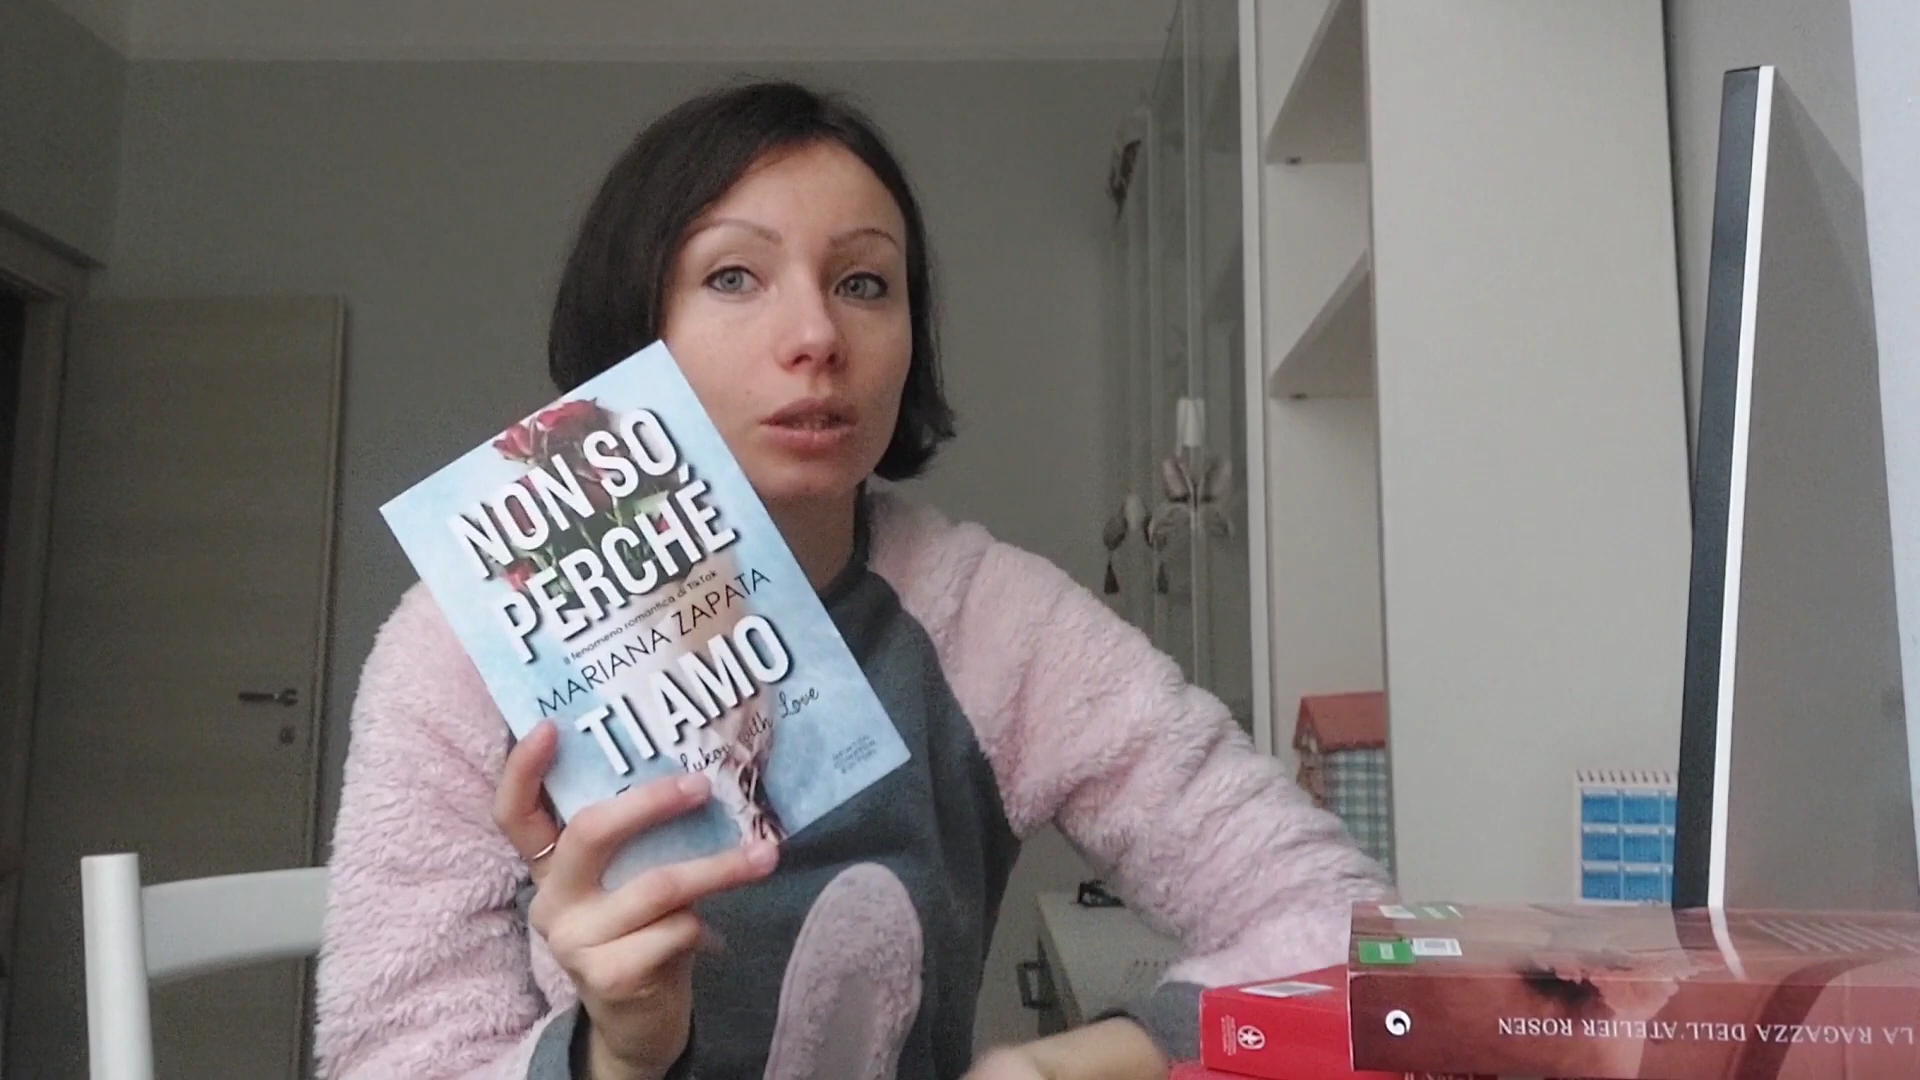 NON SO
PERCHÉ
Il fenomeno romantico di TikTok
MARIANA ZAPATA
TI AMO
Lukov with Love
LA RAGAZZA DELL'ATELIER ROSEN